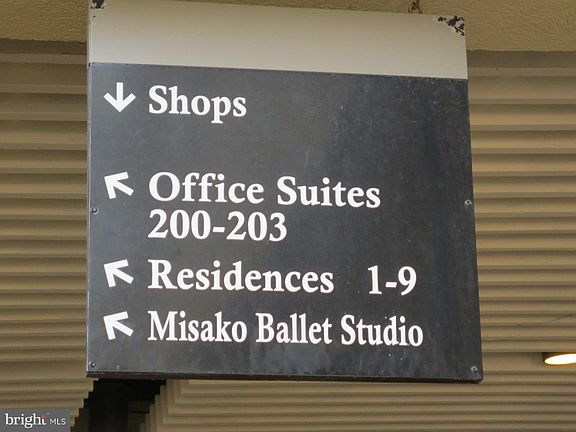 Shops
Office Suites
200-203
Residences 1-9
Misako Ballet Studio
bright MLS